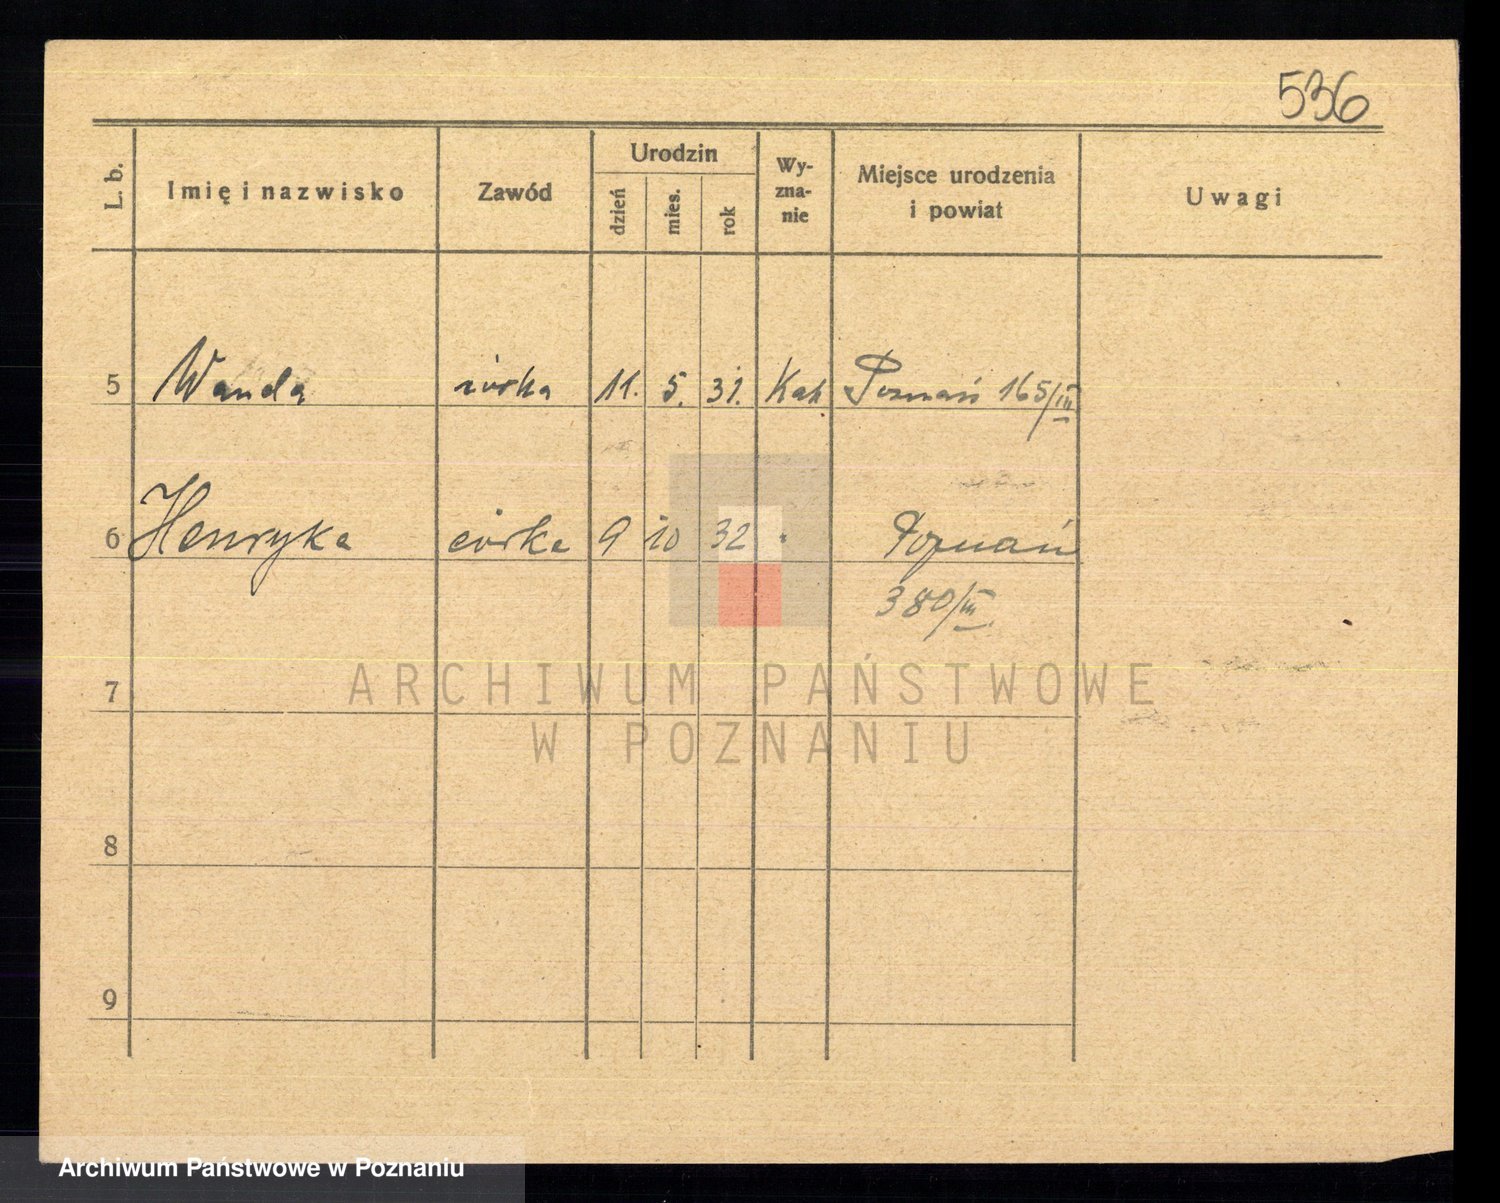 536
L. b. Imię i nazwisko Zawód Urodzin dzień mies. rok Wy-zna-nie Miejsce urodzenia i powiat Uwagi
5 Wanda córka 11. 5. 31. Kat Poznań 165/III
6 Henryka córka 9 10 32 " Poznań
380/III
7
ARCHIWUM PAŃSTWOWE
W POZNANIU
8
9
Archiwum Państwowe w Poznaniu